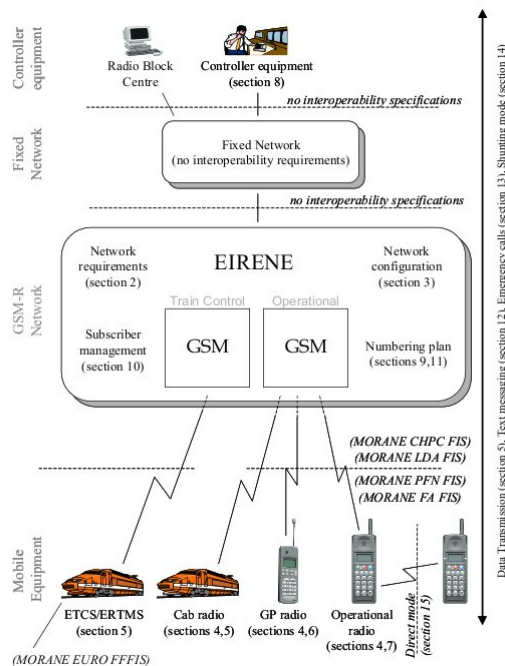 Controller
equipment
Radio Block
Centre
Controller equipment
(section 8)
no interoperability specifications
Fixed
Network
Fixed Network
(no interoperability requirements)
no interoperability specifications
GSM-R
Network
Network
requirements
(section 2)
EIRENE
Network
configuration
(section 3)
Train Control
Operational
Subscriber
management
(section 10)
GSM
GSM
Numbering plan
(sections 9,11)
(MORANE CHPC FIS)
(MORANE LDA FIS)
(MORANE PFN FIS)
(MORANE FA FIS)
Mobile
Equipment
ETCS/ERTMS
(section 5)
Cab radio
(sections 4,5)
GP radio
(sections 4,6)
Operational
radio
(sections 4,7)
Direct mode
(section 15)
(MORANE EURO FFFIS)
Data Transmission (section 5), Text messaging (section 12), Emergency calls (section 13), Shunting mode (section 14)